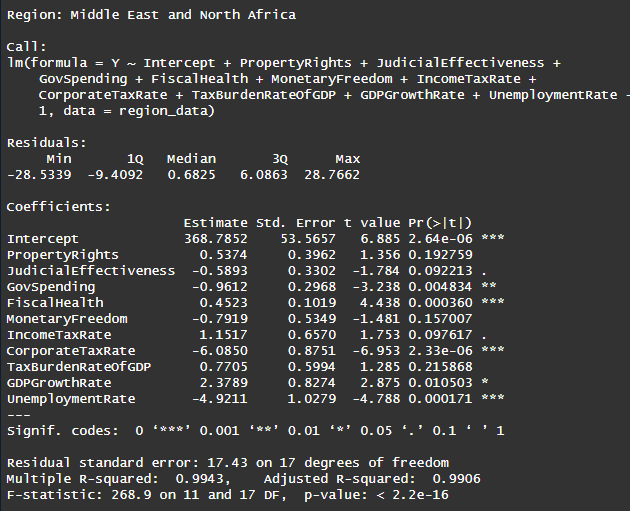 Region: Middle East and North Africa
Call:
lm(formula = Y ~ Intercept + PropertyRights + JudicialEffectiveness +
    GovSpending + FiscalHealth + MonetaryFreedom + IncomeTaxRate +
    CorporateTaxRate + TaxBurdenRateOfGDP + GDPGrowthRate + UnemploymentRate -
    1, data = region_data)
Residuals:
     Min       1Q   Median       3Q      Max
-28.5339  -9.4092   0.6825   6.0863  28.7662
Coefficients:
                      Estimate Std. Error t value Pr(>|t|)
Intercept             368.7852    53.5657   6.885 2.64e-06 ***
PropertyRights          0.5374     0.3962   1.356 0.192759
JudicialEffectiveness  -0.5893     0.3302  -1.784 0.092213 .
GovSpending            -0.9612     0.2968  -3.238 0.004834 **
FiscalHealth            0.4523     0.1019   4.438 0.000360 ***
MonetaryFreedom        -0.7919     0.5349  -1.481 0.157007
IncomeTaxRate           1.1517     0.6570   1.753 0.097617 .
CorporateTaxRate       -6.0850     0.8751  -6.953 2.33e-06 ***
TaxBurdenRateOfGDP      0.7705     0.5994   1.285 0.215868
GDPGrowthRate           2.3789     0.8274   2.875 0.010503 *
UnemploymentRate       -4.9211     1.0279  -4.788 0.000171 ***
---
Signif. codes:  0 ‘***’ 0.001 ‘**’ 0.01 ‘*’ 0.05 ‘.’ 0.1 ‘ ’ 1
Residual standard error: 17.43 on 17 degrees of freedom
Multiple R-squared:  0.9943,    Adjusted R-squared:  0.9906
F-statistic: 268.9 on 11 and 17 DF,  p-value: < 2.2e-16